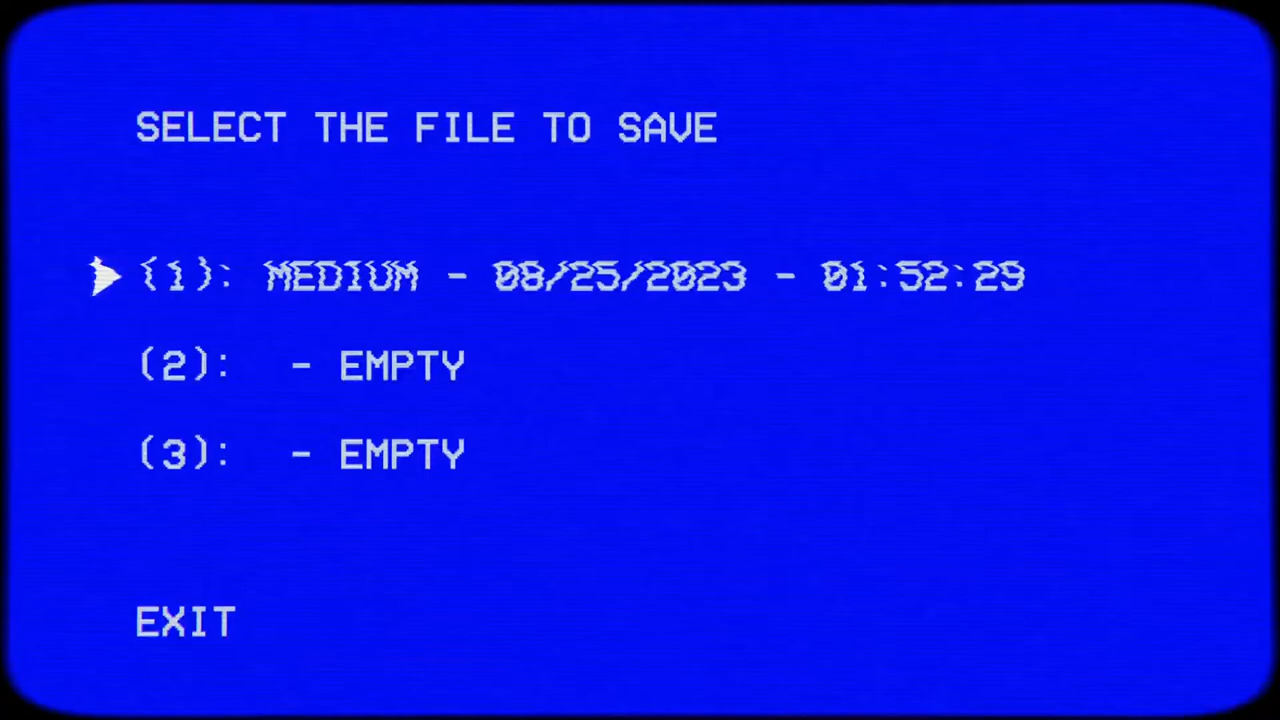 SELECT THE FILE TO SAVE
(1): MEDIUM - 08/25/2023 - 01:52:29
(2): - EMPTY
(3): - EMPTY
EXIT